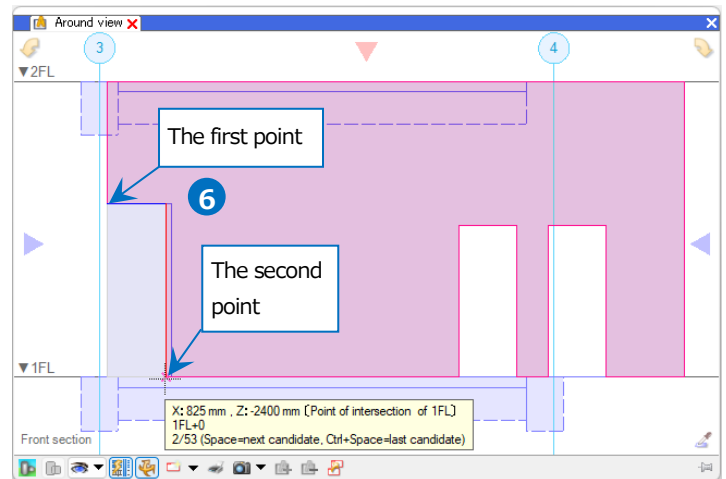 Around view
3
4
▼2FL
The first point
6
The second
point
▼1FL
X: 825 mm , Z: -2400 mm (Point of intersection of 1FL)
1FL+0
2/53 (Space=next candidate, Ctrl+Space=last candidate)
Front section